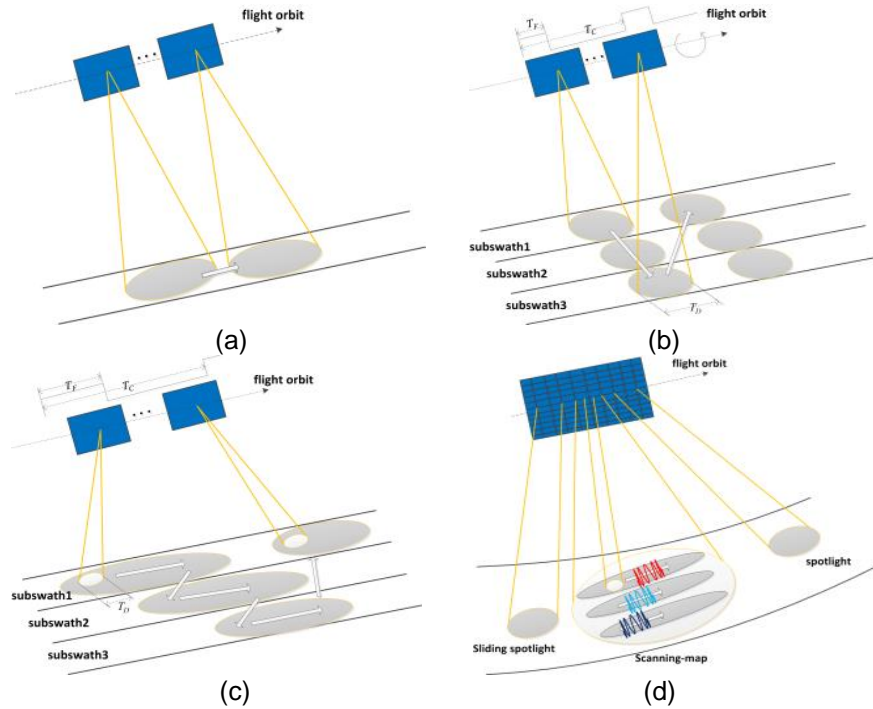 flight orbit
(a)
T_F
T_C
flight orbit
subswath1
subswath2
subswath3
T_D
(b)
T_F
T_C
flight orbit
subswath1
T_D
subswath2
subswath3
(c)
flight orbit
spotlight
Sliding spotlight
Scanning-map
(d)